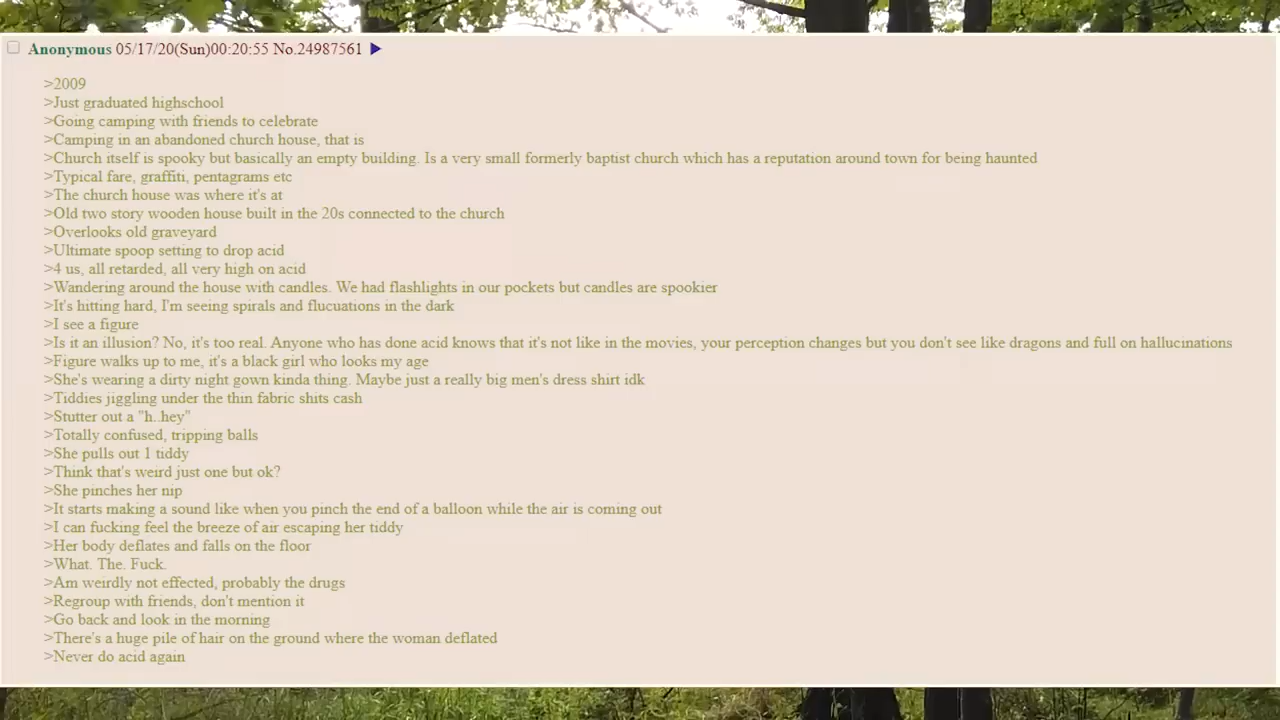 Anonymous 05/17/20(Sun)00:20:55 No.24987561
>2009
>Just graduated highschool
>Going camping with friends to celebrate
>Camping in an abandoned church house, that is
>Church itself is spooky but basically an empty building. Is a very small formerly baptist church which has a reputation around town for being haunted
>Typical fare, graffiti, pentagrams etc
>The church house was where it's at
>Old two story wooden house built in the 20s connected to the church
>Overlooks old graveyard
>Ultimate spoop setting to drop acid
>4 us, all retarded, all very high on acid
>Wandering around the house with candles. We had flashlights in our pockets but candles are spookier
>It's hitting hard, I'm seeing spirals and flucuations in the dark
>I see a figure
>Is it an illusion? No, it's too real. Anyone who has done acid knows that it's not like in the movies, your perception changes but you don't see like dragons and full on hallucinations
>Figure walks up to me, it's a black girl who looks my age
>She's wearing a dirty night gown kinda thing. Maybe just a really big men's dress shirt idk
>Tiddies jiggling under the thin fabric shits cash
>Stutter out a "h..hey"
>Totally confused, tripping balls
>She pulls out 1 tiddy
>Think that's weird just one but ok?
>She pinches her nip
>It starts making a sound like when you pinch the end of a balloon while the air is coming out
>I can fucking feel the breeze of air escaping her tiddy
>Her body deflates and falls on the floor
>What. The. Fuck.
>Am weirdly not effected, probably the drugs
>Regroup with friends, don't mention it
>Go back and look in the morning
>There's a huge pile of hair on the ground where the woman deflated
>Never do acid again